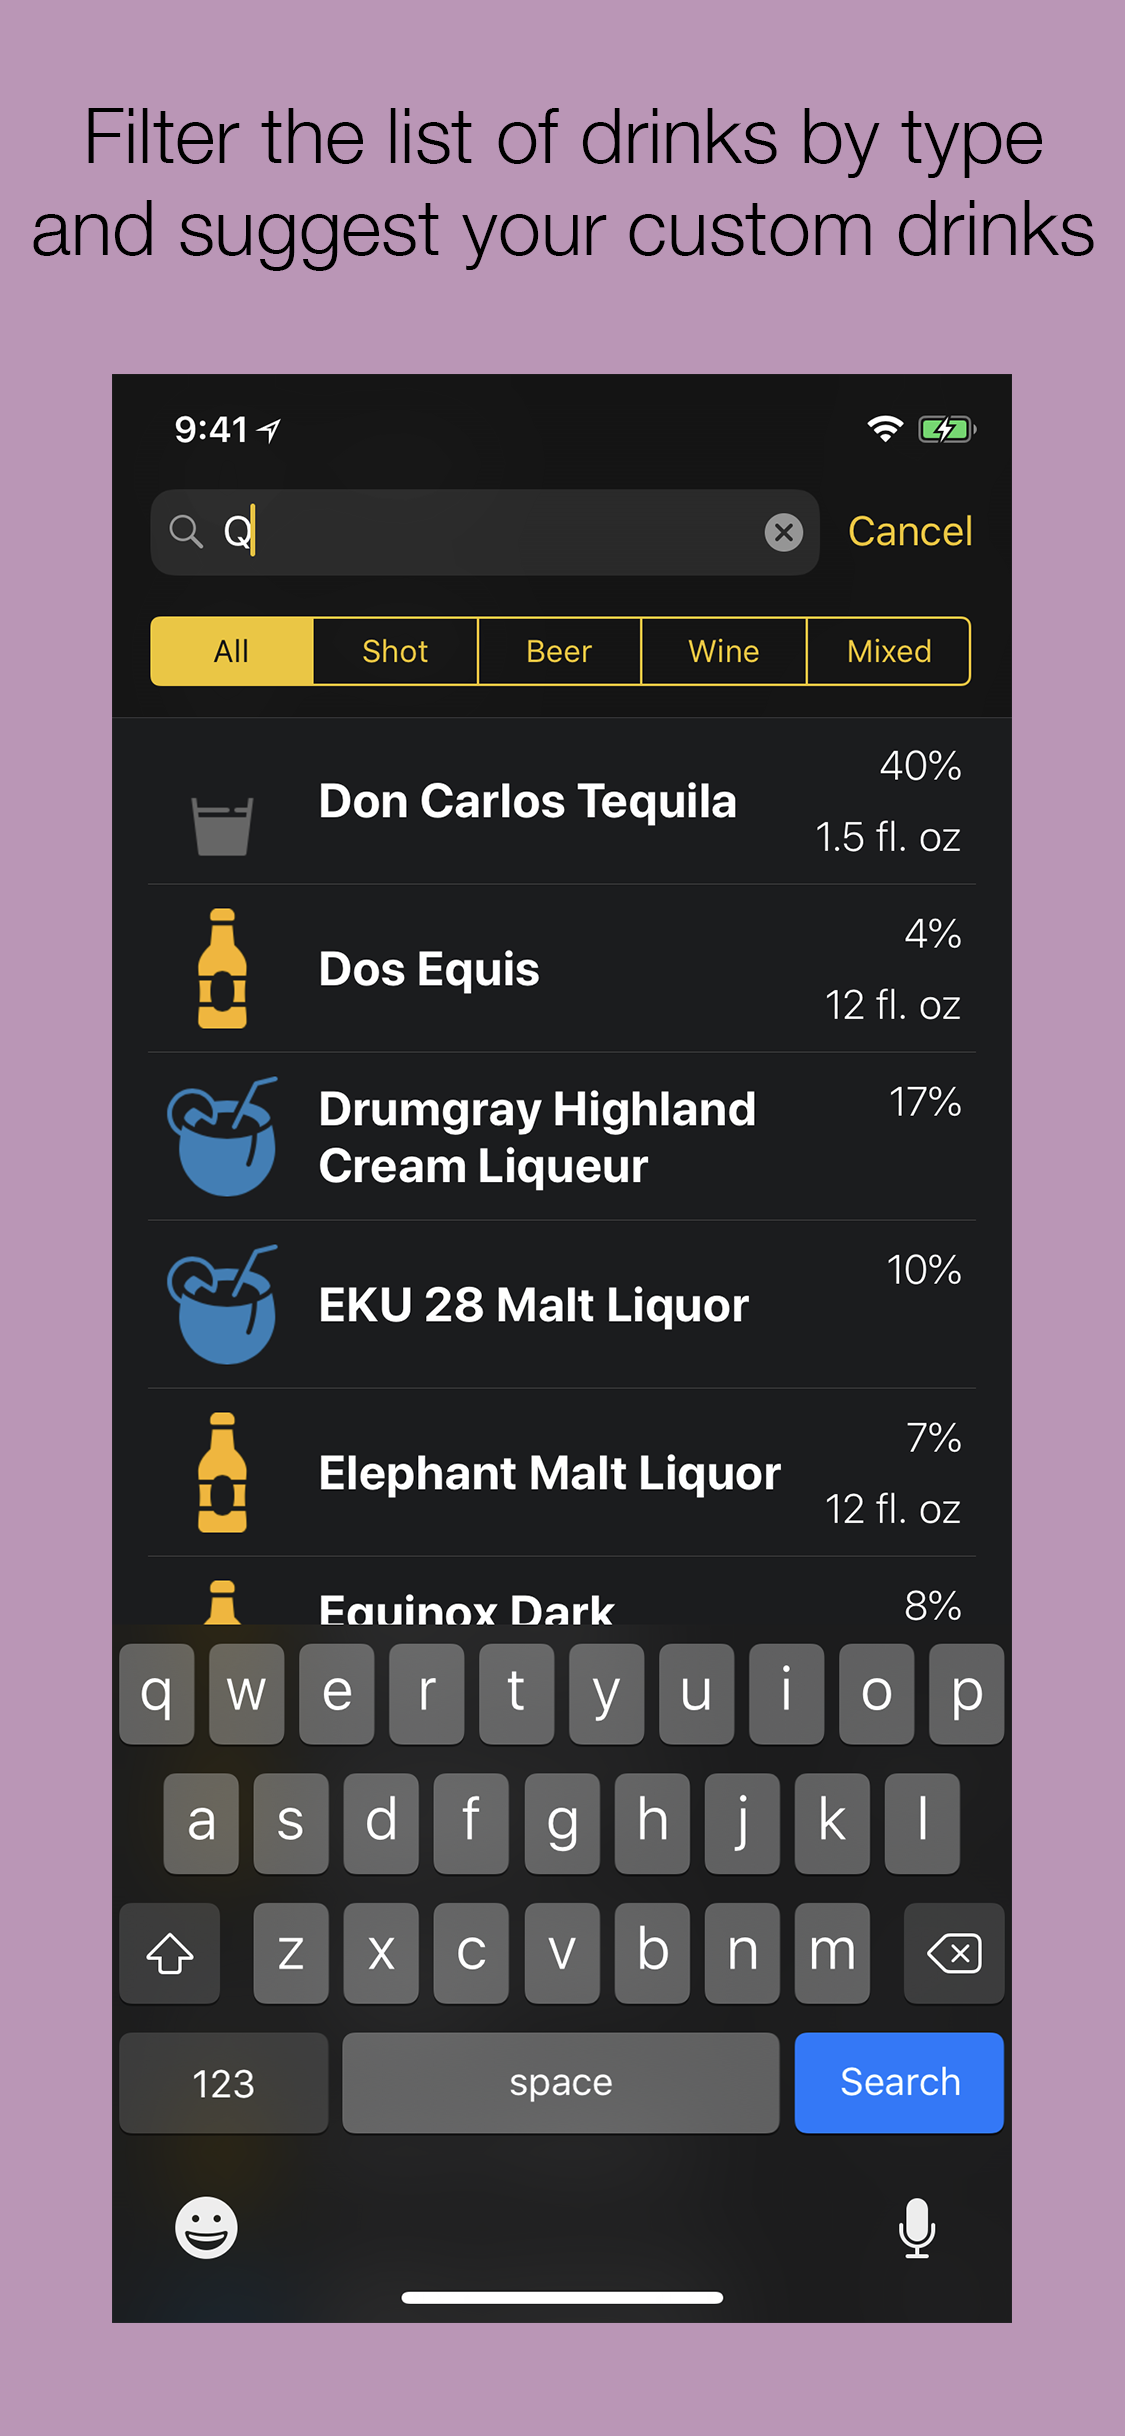 Filter the list of drinks by type
and suggest your custom drinks
9:41
Q
Cancel
All
Shot
Beer
Wine
Mixed
Don Carlos Tequila
40%
1.5 fl. oz
Dos Equis
4%
12 fl. oz
Drumgray Highland
Cream Liqueur
17%
EKU 28 Malt Liquor
10%
Elephant Malt Liquor
7%
12 fl. oz
Equinox Dark
8%
q w e r t y u i o p
a s d f g h j k l
z x c v b n m
123
space
Search